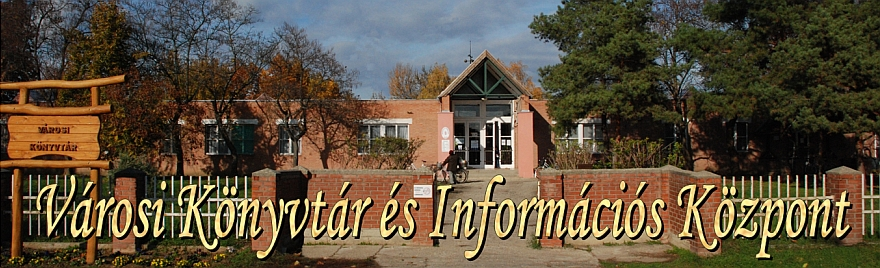 VÁROSI
KÖNYVTÁR
Városi Könyvtár és Információs Központ